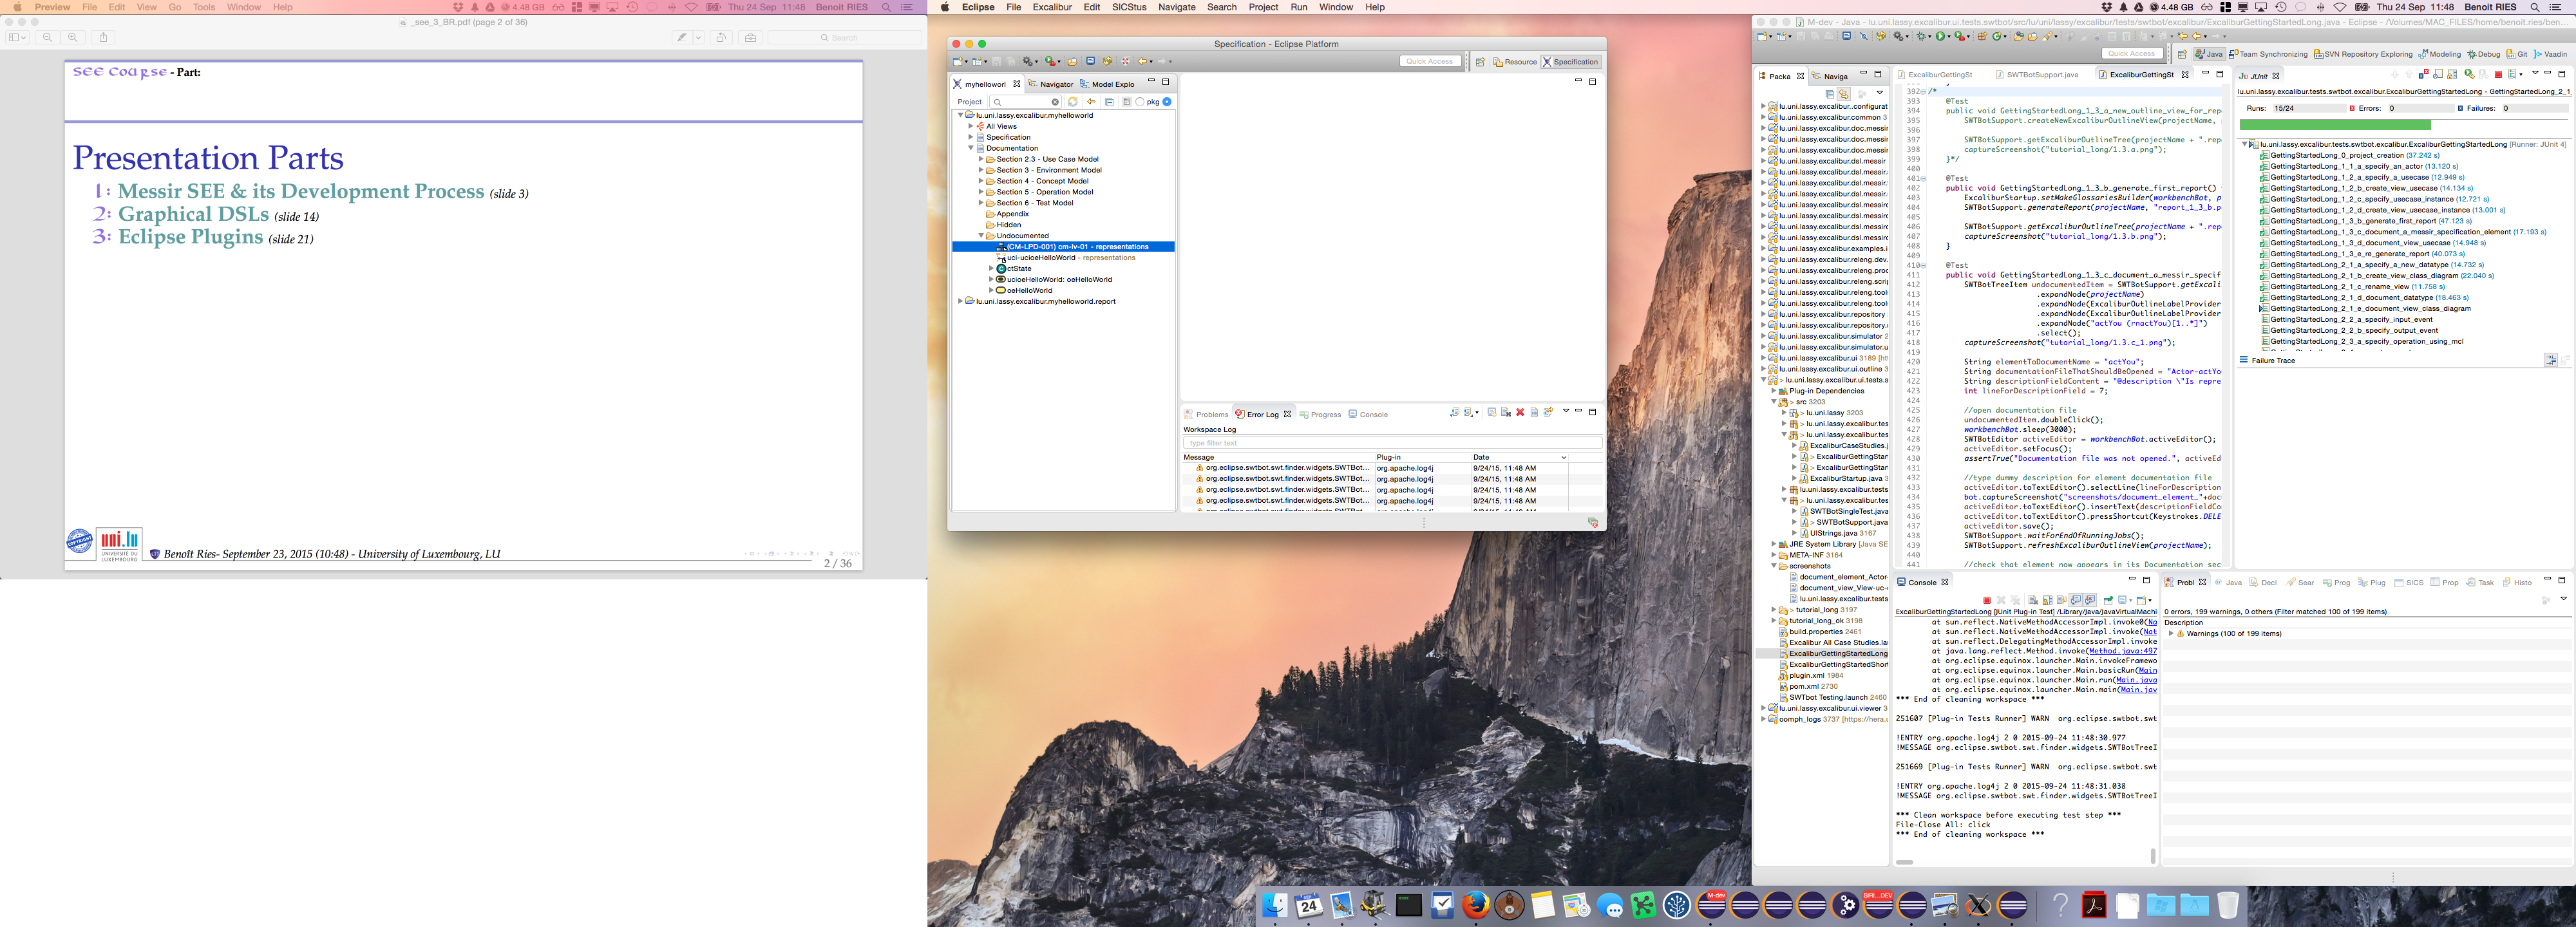 Preview File Edit View Go Tools Window Help 4.48 GB Thu 24 Sep 11:48 Benoit RIES
_see_3_BR.pdf (page 2 of 36)
Search
SEE Course - Part:
Presentation Parts
1: Messir SEE & its Development Process (slide 3)
2: Graphical DSLs (slide 14)
3: Eclipse Plugins (slide 21)
uni.lu
UNIVERSITÉ DU
LUXEMBOURG
Benoît Ries- September 23, 2015 (10:48) - University of Luxembourg, LU
2 / 36
Eclipse File Excalibur Edit SICStus Navigate Search Project Run Window Help 4.48 GB Thu 24 Sep 11:48 Benoit RIES
Specification - Eclipse Platform
Quick Access Resource Specification
myhelloworl Navigator Model Explo
Project pkg
lu.uni.lassy.excalibur.myhelloworld
All Views
Specification
Documentation
Section 2.3 - Use Case Model
Section 3 - Environment Model
Section 4 - Concept Model
Section 5 - Operation Model
Section 6 - Test Model
Appendix
Hidden
Undocumented
(CM-LPD-001) cm-lv-01 - representations
uci-ucioeHelloWorld - representations
ctState
ucioeHelloWorld: oeHelloWorld
oeHelloWorld
lu.uni.lassy.excalibur.myhelloworld.report
Problems Error Log Progress Console
Workspace Log
type filter text
Message Plug-in Date
org.eclipse.swtbot.swt.finder.widgets.SWTBot... org.apache.log4j 9/24/15, 11:48 AM
org.eclipse.swtbot.swt.finder.widgets.SWTBot... org.apache.log4j 9/24/15, 11:48 AM
org.eclipse.swtbot.swt.finder.widgets.SWTBot... org.apache.log4j 9/24/15, 11:48 AM
org.eclipse.swtbot.swt.finder.widgets.SWTBot... org.apache.log4j 9/24/15, 11:48 AM
M-dev - Java - lu.uni.lassy.excalibur.ui.tests.swtbot/src/lu/uni/lassy/excalibur/tests/swtbot/excalibur/ExcaliburGettingStartedLong.java - Eclipse - /Volumes/MAC_FILES/home/benoit.ries/ben...
Quick Access Java Team Synchronizing SVN Repository Exploring Modeling Debug Git Vaadin
Packa Naviga
lu.uni.lassy.excalibur.configurat
lu.uni.lassy.excalibur.common 3
lu.uni.lassy.excalibur.doc.messir
lu.uni.lassy.excalibur.doc.messir
lu.uni.lassy.excalibur.doc.messir
lu.uni.lassy.excalibur.dsl.messir
lu.uni.lassy.excalibur.dsl.messir.
lu.uni.lassy.excalibur.dsl.messir.
lu.uni.lassy.excalibur.dsl.messir.
lu.uni.lassy.excalibur.dsl.messir.
lu.uni.lassy.excalibur.examples.i
lu.uni.lassy.excalibur.releng.dev.
lu.uni.lassy.excalibur.releng.proc
lu.uni.lassy.excalibur.releng.scri
lu.uni.lassy.excalibur.releng.tool
lu.uni.lassy.excalibur.releng.tool
lu.uni.lassy.excalibur.repository
lu.uni.lassy.excalibur.repository.
lu.uni.lassy.excalibur.simulator 2
lu.uni.lassy.excalibur.simulator.u
lu.uni.lassy.excalibur.ui 3189 [ht
lu.uni.lassy.excalibur.ui.outline 3
> lu.uni.lassy.excalibur.ui.tests.s
Plug-in Dependencies
> src 3203
> lu.uni.lassy 3203
> lu.uni.lassy.excalibur.tes
> lu.uni.lassy.excalibur.tes
ExcaliburCaseStudies.j
> ExcaliburGettingStar
> ExcaliburGettingStar
ExcaliburStartup.java 3
lu.uni.lassy.excalibur.tests
> lu.uni.lassy.excalibur.tes
SWTBotSingleTest.java
> SWTBotSupport.java
UIStrings.java 3167
JRE System Library [Java SE
META-INF 3164
screenshots
document_element_Actor-
document_view_View-uc-
lu.uni.lassy.excalibur.tests
> tutorial_long 3197
tutorial_long_ok 3198
build.properties 2461
Excalibur All Case Studies.la
ExcaliburGettingStartedLong
ExcaliburGettingStartedShort
plugin.xml 1984
pom.xml 2730
SWTbot Testing.launch 2460
lu.uni.lassy.excalibur.ui.viewer 3
oomph_logs 3737 [https://hera.u
ExcaliburGettingSt SWTBotSupport.java ExcaliburGettingSt
392 /*
393 @Test
394 public void GettingStartedLong_1_3_a_new_outline_view_for_rep
395 SWTBotSupport.createNewExcaliburOutlineView(projectName,
396
397 SWTBotSupport.getExcaliburOutlineTree(projectName + ".rep
398 captureScreenshot("tutorial_long/1.3.a.png");
399 }*/
400
401 @Test
402 public void GettingStartedLong_1_3_b_generate_first_report()
403 ExcaliburStartup.setMakeGlossariesBuilder(workbenchBot, p
404 SWTBotSupport.generateReport(projectName, "report_1_3_b.p
405
406 SWTBotSupport.getExcaliburOutlineTree(projectName + ".rep
407 captureScreenshot("tutorial_long/1.3.b.png");
408 }
409
410 @Test
411 public void GettingStartedLong_1_3_c_document_a_messir_specif
412 SWTBotTreeItem undocumentedItem = SWTBotSupport.getExcali
413 .expandNode(projectName)
414 .expandNode(ExcaliburOutlineLabelProvider
415 .expandNode(ExcaliburOutlineLabelProvider
416 .expandNode("actYou (rnactYou)[1..*]")
417 .select();
418 captureScreenshot("tutorial_long/1.3.c_1.png");
419
420 String elementToDocumentName = "actYou";
421 String documentationFileThatShouldBeOpened = "Actor-actYo
422 String descriptionFieldContent = "@description \"Is repre
423 int lineForDescriptionField = 7;
424
425 //open documentation file
426 undocumentedItem.doubleClick();
427 workbenchBot.sleep(3000);
428 SWTBotEditor activeEditor = workbenchBot.activeEditor();
429 activeEditor.setFocus();
430 assertTrue("Documentation file was not opened.", activeEd
431
432 //type dummy description for element documentation file
433 activeEditor.toTextEditor().selectLine(lineForDescription
434 bot.captureScreenshot("screenshots/document_element_"+doc
435 activeEditor.toTextEditor().insertText(descriptionFieldCo
436 activeEditor.toTextEditor().pressShortcut(Keystrokes.DELE
437 activeEditor.save();
438 SWTBotSupport.waitForEndOfRunningJobs();
439 SWTBotSupport.refreshExcaliburOutlineView(projectName);
440
441 //check that element now appears in its Documentation sec
JUnit
lu.uni.lassy.excalibur.tests.swtbot.excalibur.ExcaliburGettingStartedLong - GettingStartedLong_2_1_
Runs: 15/24 Errors: 0 Failures: 0
lu.uni.lassy.excalibur.tests.swtbot.excalibur.ExcaliburGettingStartedLong [Runner: JUnit 4]
GettingStartedLong_0_project_creation (37.242 s)
GettingStartedLong_1_1_a_specify_an_actor (13.120 s)
GettingStartedLong_1_2_a_specify_a_usecase (12.949 s)
GettingStartedLong_1_2_b_create_view_usecase (14.134 s)
GettingStartedLong_1_2_c_specify_usecase_instance (12.721 s)
GettingStartedLong_1_2_d_create_view_usecase_instance (13.001 s)
GettingStartedLong_1_3_b_generate_first_report (47.123 s)
GettingStartedLong_1_3_c_document_a_messir_specification_element (17.193 s)
GettingStartedLong_1_3_d_document_view_usecase (14.948 s)
GettingStartedLong_1_3_e_re_generate_report (40.073 s)
GettingStartedLong_2_1_a_specify_a_new_datatype (14.732 s)
GettingStartedLong_2_1_b_create_view_class_diagram (22.040 s)
GettingStartedLong_2_1_c_rename_view (11.758 s)
GettingStartedLong_2_1_d_document_datatype (18.463 s)
GettingStartedLong_2_1_e_document_view_class_diagram
GettingStartedLong_2_2_a_specify_input_event
GettingStartedLong_2_2_b_specify_output_event
GettingStartedLong_2_3_a_specify_operation_using_mcl
Failure Trace
Console
ExcaliburGettingStartedLong [JUnit Plug-in Test] /Library/Java/JavaVirtualMachi
at sun.reflect.NativeMethodAccessorImpl.invoke0(Na
at sun.reflect.NativeMethodAccessorImpl.invoke(Nat
at sun.reflect.DelegatingMethodAccessorImpl.invoke
at java.lang.reflect.Method.invoke(Method.java:497
at org.eclipse.equinox.launcher.Main.invokeFramewo
at org.eclipse.equinox.launcher.Main.basicRun(Main
at org.eclipse.equinox.launcher.Main.run(Main.java
at org.eclipse.equinox.launcher.Main.main(Main.jav
*** End of cleaning workspace ***
251607 [Plug-in Tests Runner] WARN org.eclipse.swtbot.swt
!ENTRY org.apache.log4j 2 0 2015-09-24 11:48:30.977
!MESSAGE org.eclipse.swtbot.swt.finder.widgets.SWTBotTreeI
251669 [Plug-in Tests Runner] WARN org.eclipse.swtbot.swt
!ENTRY org.apache.log4j 2 0 2015-09-24 11:48:31.038
!MESSAGE org.eclipse.swtbot.swt.finder.widgets.SWTBotTreeI
*** Clean workspace before executing test step ***
File-Close All: click
*** End of cleaning workspace ***
Probl Java Decl Sear Prog Plug SICS Prop Task Histo
0 errors, 199 warnings, 0 others (Filter matched 100 of 199 items)
Description
Warnings (100 of 199 items)
24
M-dev
SIRI...DEV